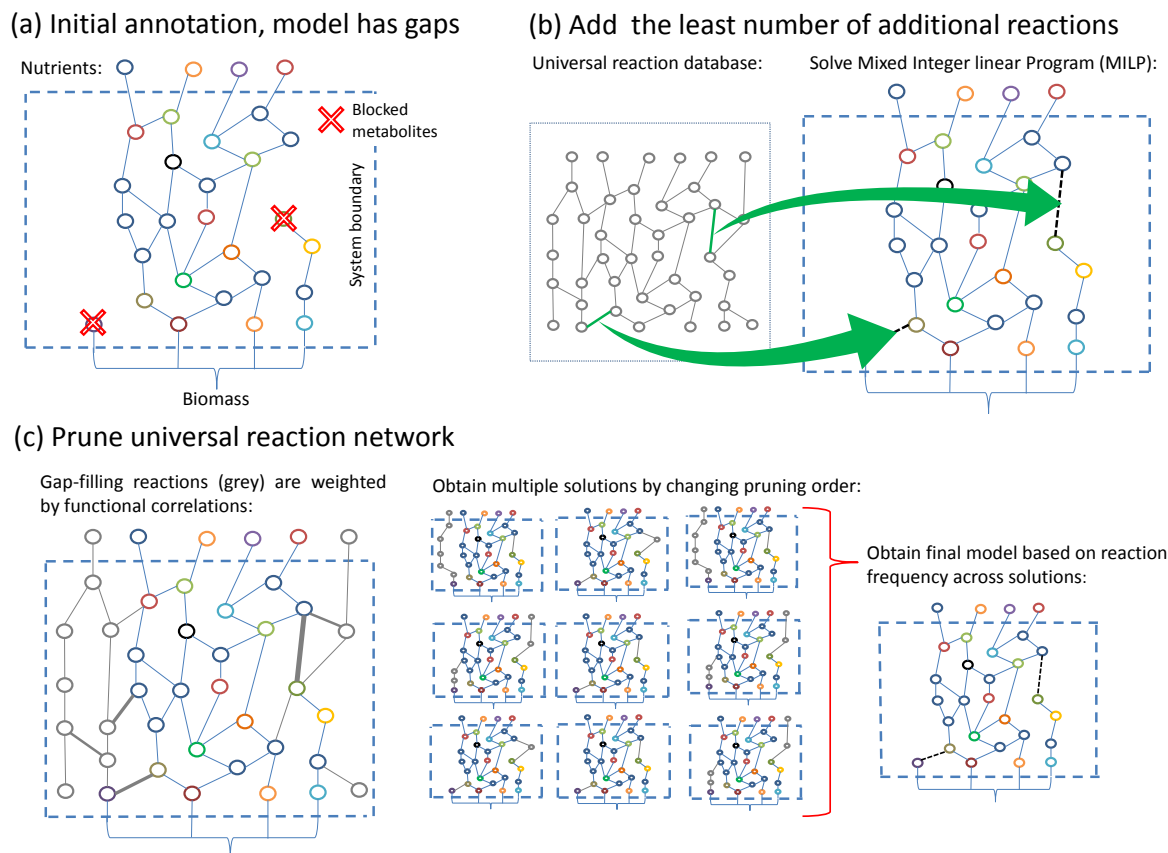 (a) Initial annotation, model has gaps
Nutrients:
Blocked
metabolites
System boundary
Biomass
(b) Add  the least number of additional reactions
Universal reaction database:
Solve Mixed Integer linear Program (MILP):
(c) Prune universal reaction network
Gap-filling reactions (grey) are weighted
by functional correlations:
Obtain multiple solutions by changing pruning order:
Obtain final model based on reaction
frequency across solutions: